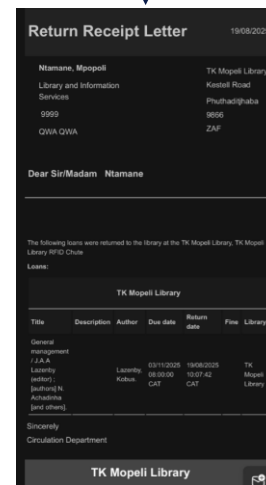 Return Receipt Letter
19/08/2025
Ntamane, Mpopoli
Library and Information
Services
9999
QWA QWA
TK Mopeli Library
Kestell Road
Phuthaditjhaba
9866
ZAF
Dear Sir/Madam Ntamane
The following loans were returned to the library at the TK Mopeli Library, TK Mopeli
Library RFID Chute
Loans:
TK Mopeli Library
Title Description Author Due date Return date Fine Library
General
management
/ J.A.A
Lazenby
(editor) ;
[authors] N.
Achadinha
[and others].
Lazenby,
Kobus.
03/11/2025
08:00:00
CAT
19/08/2025
10:07:42
CAT
TK
Mopeli
Library
Sincerely
Circulation Department
TK Mopeli Library